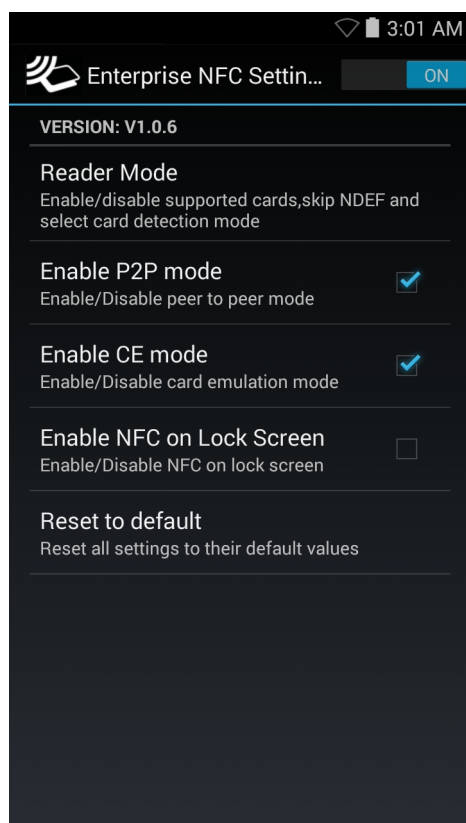 3:01 AM
Enterprise NFC Settin...
ON
VERSION: V1.0.6
Reader Mode
Enable/disable supported cards,skip NDEF and
select card detection mode
Enable P2P mode
Enable/Disable peer to peer mode
Enable CE mode
Enable/Disable card emulation mode
Enable NFC on Lock Screen
Enable/Disable NFC on lock screen
Reset to default
Reset all settings to their default values